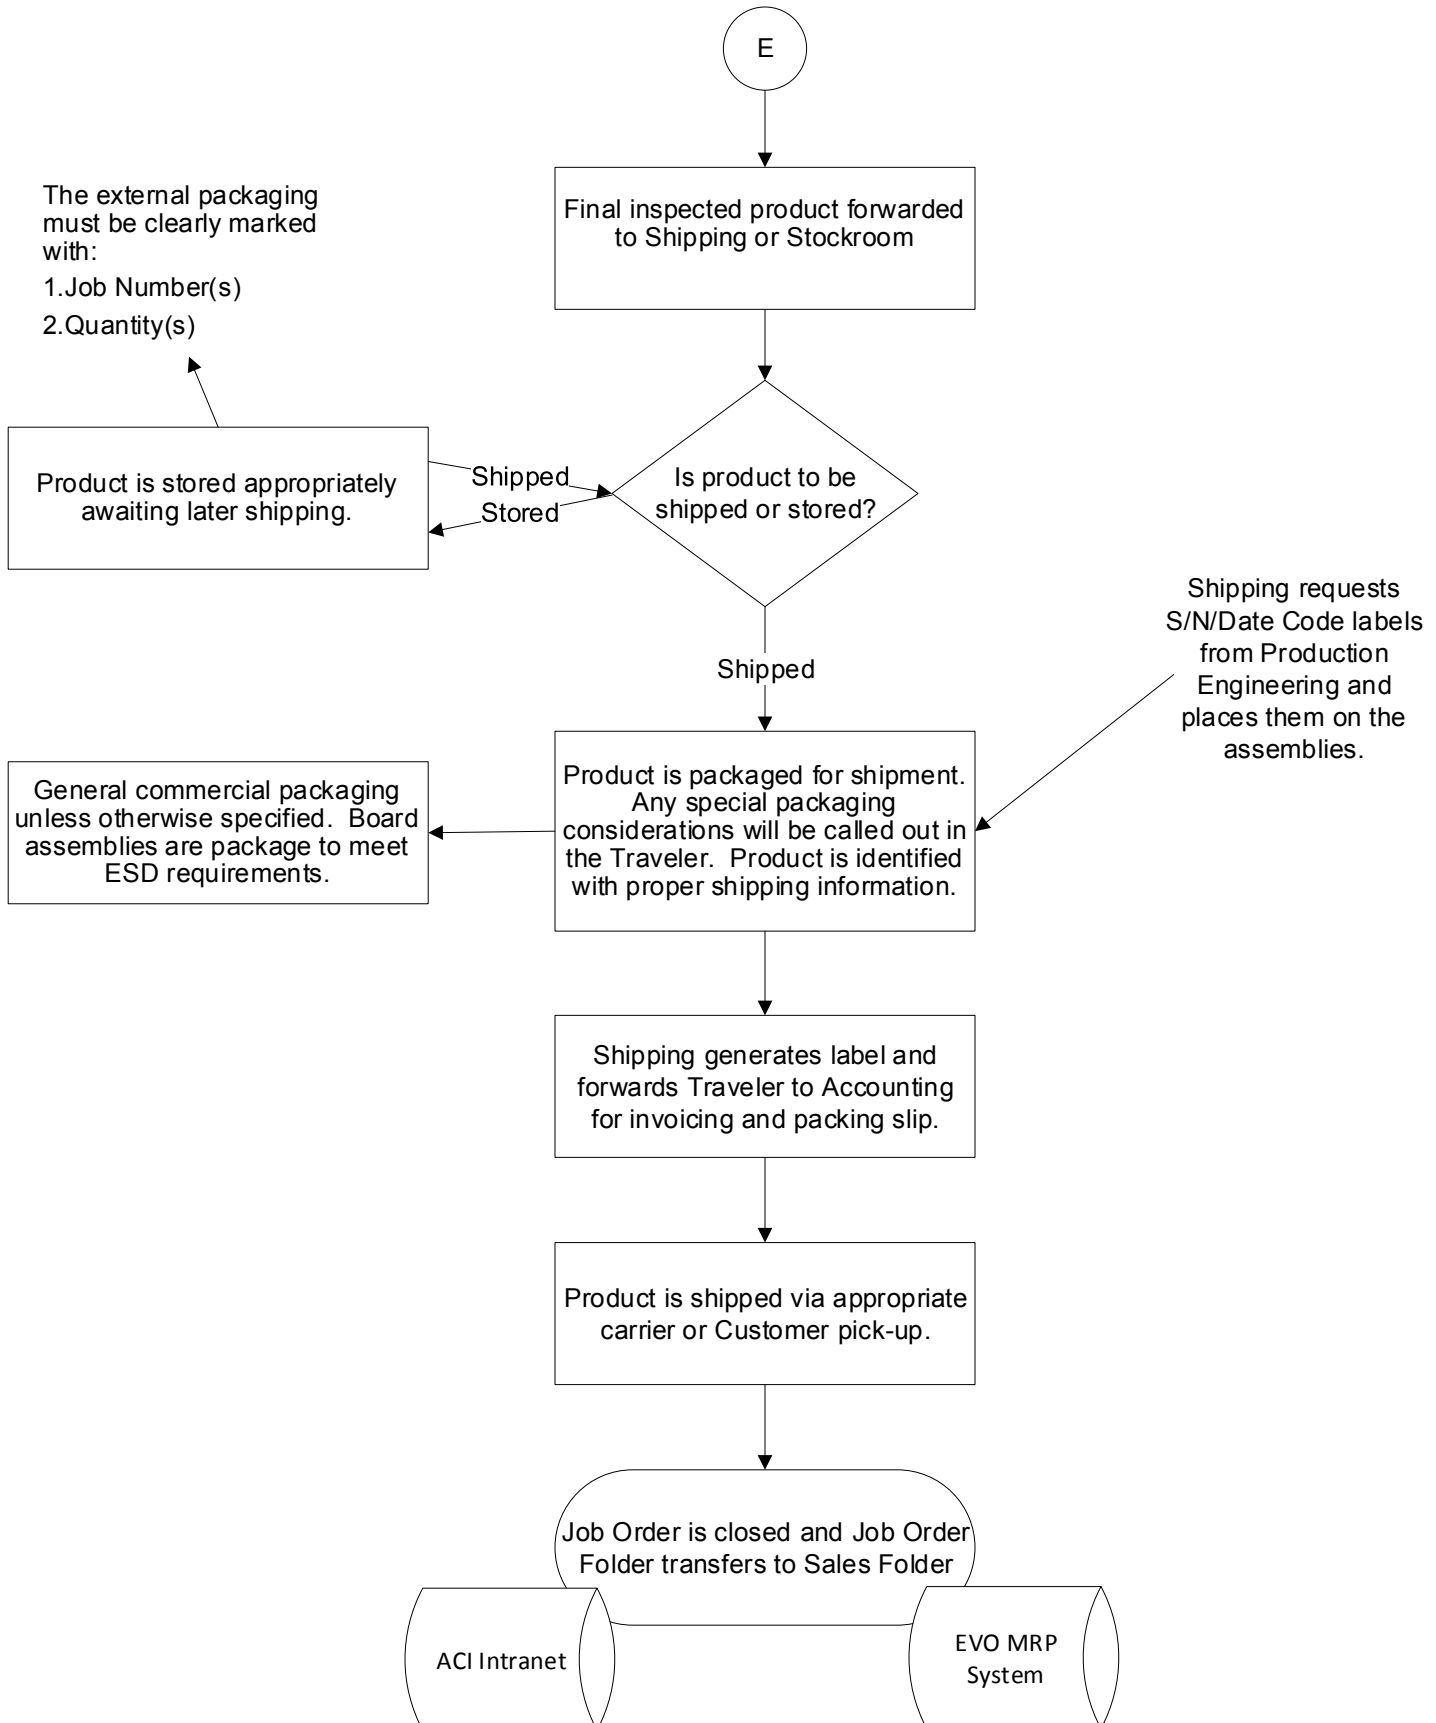 E
Final inspected product forwarded
to Shipping or Stockroom
The external packaging
must be clearly marked
with:
1.Job Number(s)
2.Quantity(s)
Product is stored appropriately
awaiting later shipping.
Shipped
Stored
Is product to be
shipped or stored?
Shipped
Shipping requests
S/N/Date Code labels
from Production
Engineering and
places them on the
assemblies.
General commercial packaging
unless otherwise specified.  Board
assemblies are package to meet
ESD requirements.
Product is packaged for shipment.
Any special packaging
considerations will be called out in
the Traveler.  Product is identified
with proper shipping information.
Shipping generates label and
forwards Traveler to Accounting
for invoicing and packing slip.
Product is shipped via appropriate
carrier or Customer pick-up.
Job Order is closed and Job Order
Folder transfers to Sales Folder
ACI Intranet
EVO MRP
System